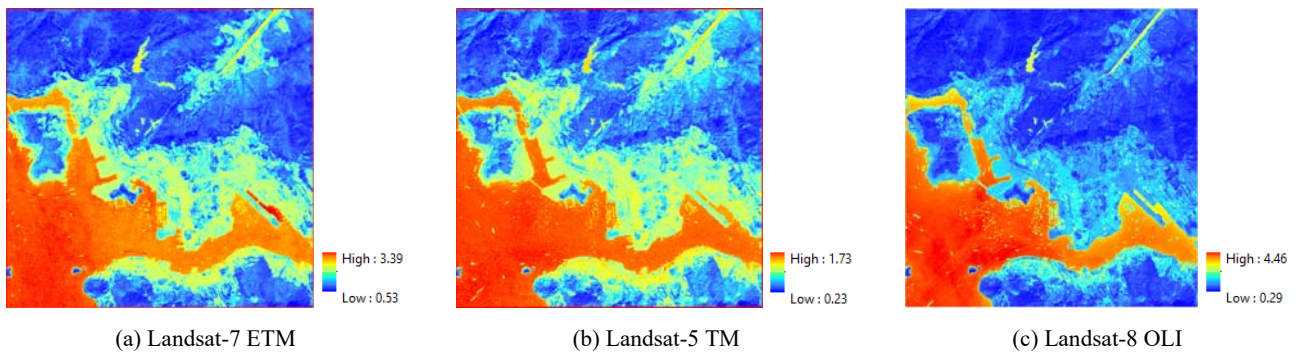 High : 3.39
Low : 0.53
(a) Landsat-7 ETM
High : 1.73
Low : 0.23
(b) Landsat-5 TM
High : 4.46
Low : 0.29
(c) Landsat-8 OLI